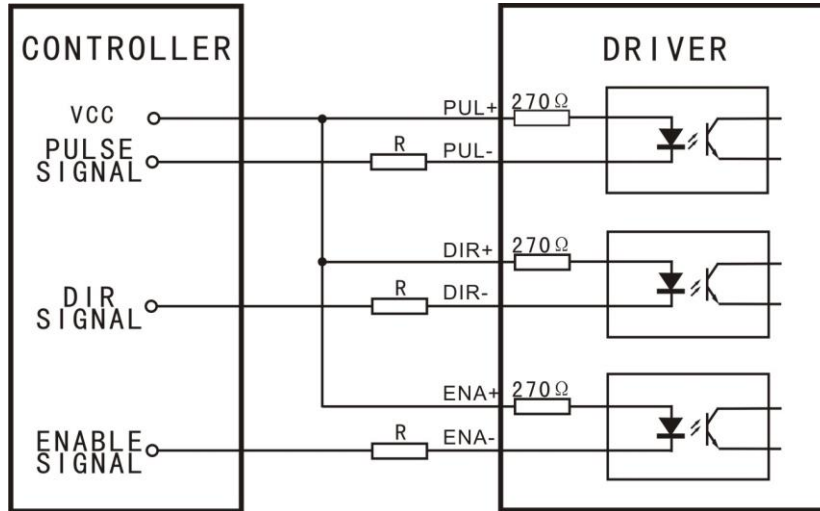 CONTROLLER
DRIVER
VCC
PUL+ 270Ω
PULSE
SIGNAL
R
PUL-
DIR+ 270Ω
DIR
SIGNAL
R
DIR-
ENA+ 270Ω
ENABLE
SIGNAL
R
ENA-